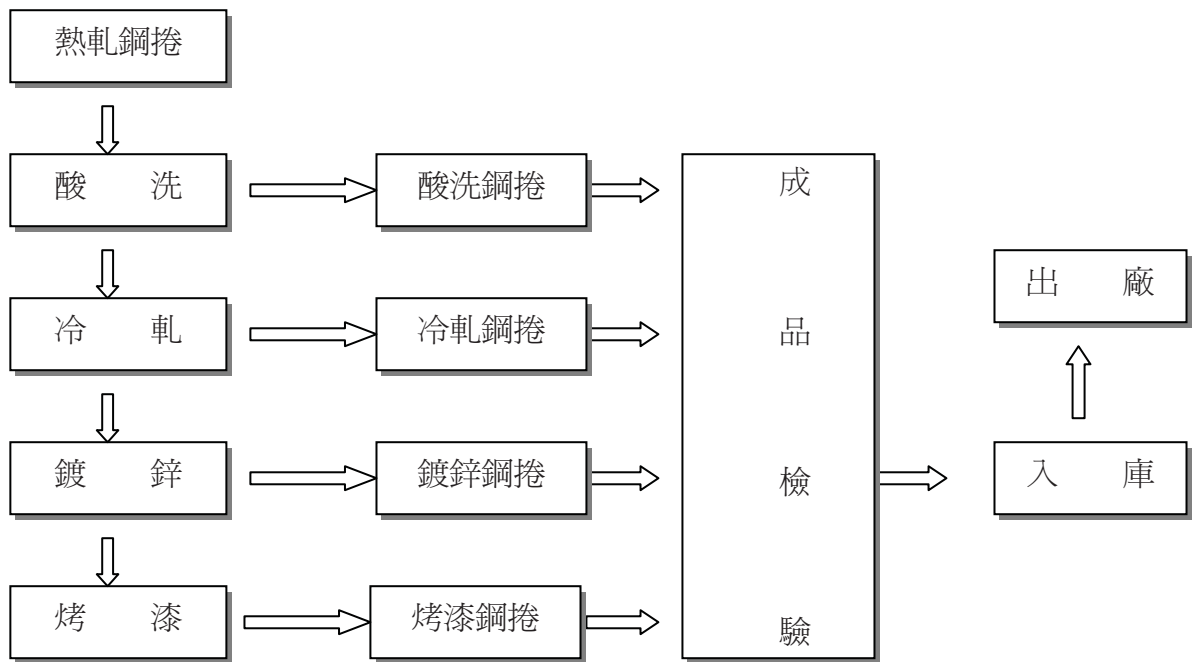 熱軋鋼捲
酸 洗
酸洗鋼捲
冷 軋
冷軋鋼捲
鍍 鋅
鍍鋅鋼捲
烤 漆
烤漆鋼捲
成
品
檢
驗
出 廠
入 庫